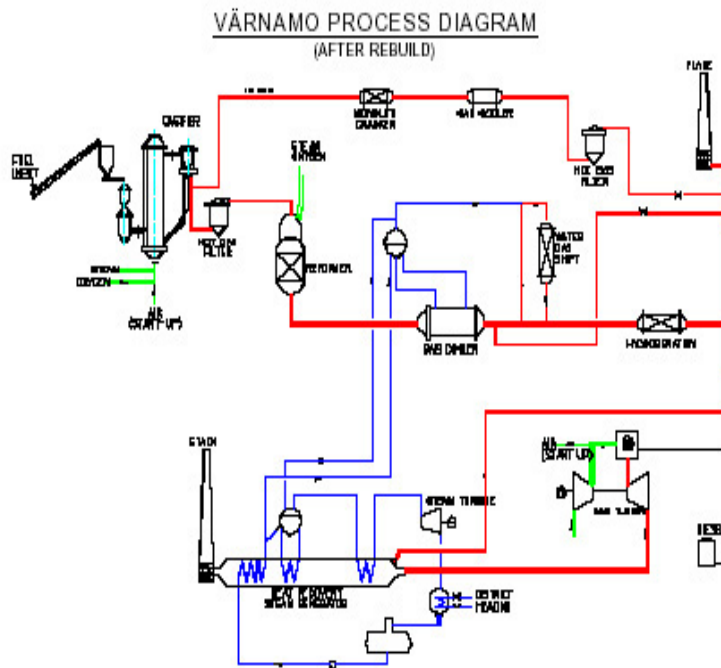 VÄRNAMO PROCESS DIAGRAM
(AFTER REBUILD)
FLARE
GASIFIER
FUEL
INLET
STEAM
OXYGEN
GAS COOLER
HOT GAS
FILTER
HOT GAS
FILTER
REFORMER
WATER
GAS
SHIFT
STEAM
OXYGEN
AIR
(START UP)
GAS COOLER
HYDROGENATION
STACK
AIR
(START UP)
STEAM TURBINE
GAS TURBINE
HEAT RECOVERY
STEAM GENERATOR
DISTRICT
HEATING